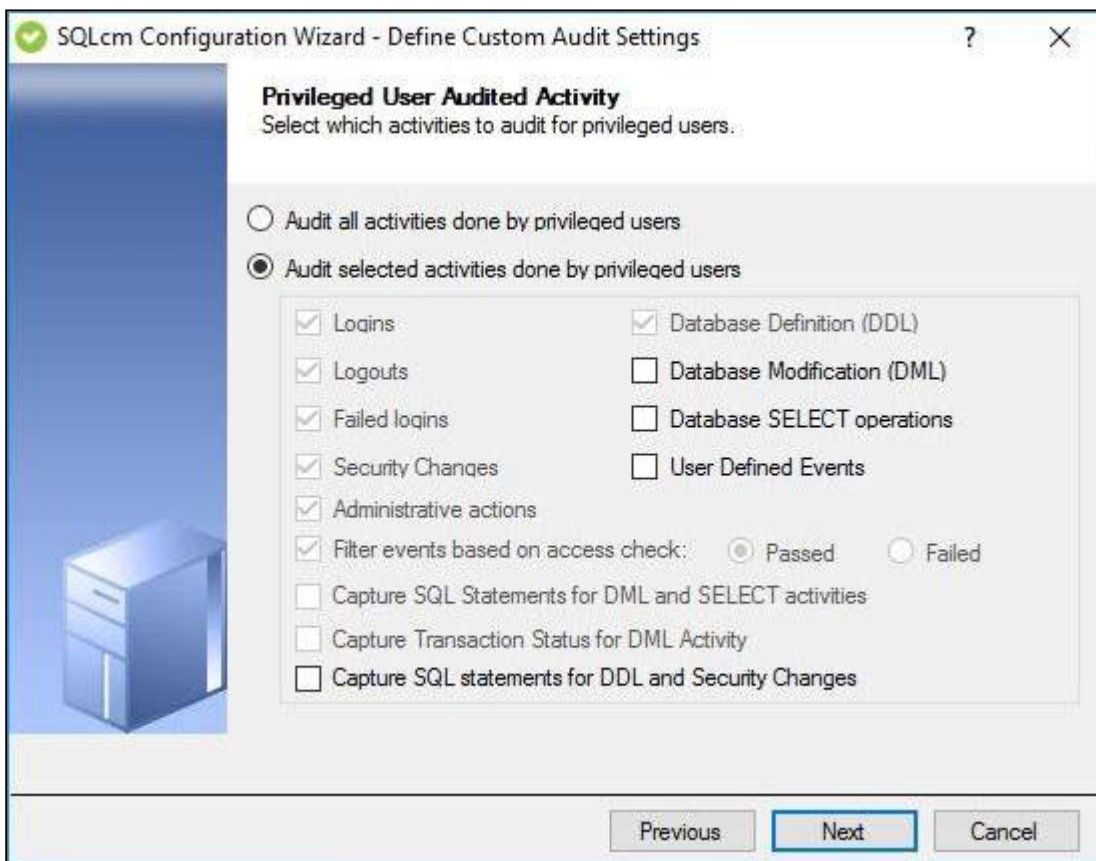 SQLcm Configuration Wizard - Define Custom Audit Settings ?
Privileged User Audited Activity
Select which activities to audit for privileged users.
Audit all activities done by privileged users
Audit selected activities done by privileged users
Logins
Database Definition (DDL)
Logouts
Database Modification (DML)
Failed logins
Database SELECT operations
Security Changes
User Defined Events
Administrative actions
Filter events based on access check: Passed Failed
Capture SQL Statements for DML and SELECT activities
Capture Transaction Status for DML Activity
Capture SQL statements for DDL and Security Changes
Previous Next Cancel